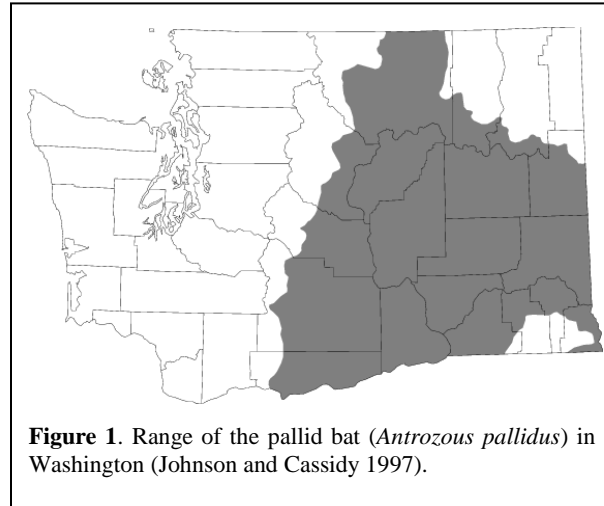 Figure 1. Range of the pallid bat (Antrozous pallidus) in
Washington (Johnson and Cassidy 1997).